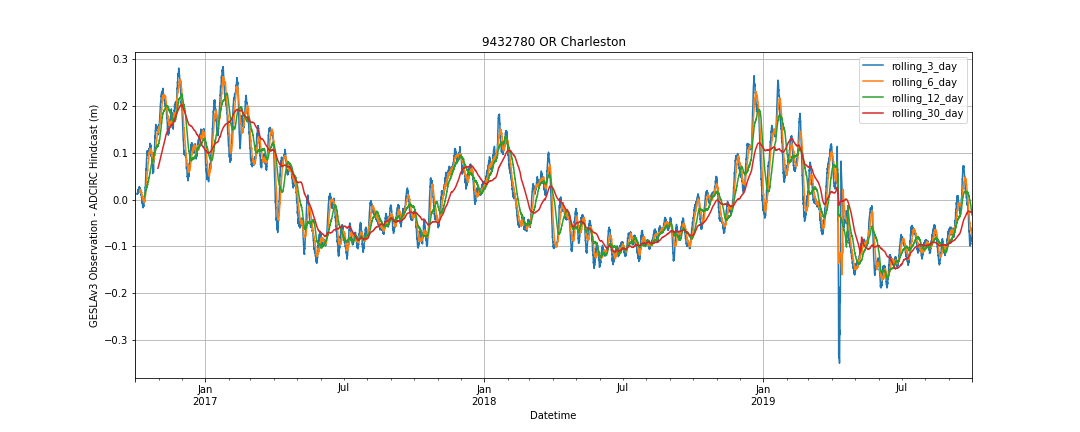 9432780 OR Charleston
GESLAv3 Observation - ADCIRC Hindcast (m)
0.3
0.2
0.1
0.0
−0.1
−0.2
−0.3
rolling_3_day
rolling_6_day
rolling_12_day
rolling_30_day
Jan Jul Jan Jul Jan Jul
2017 2018 2019
Datetime